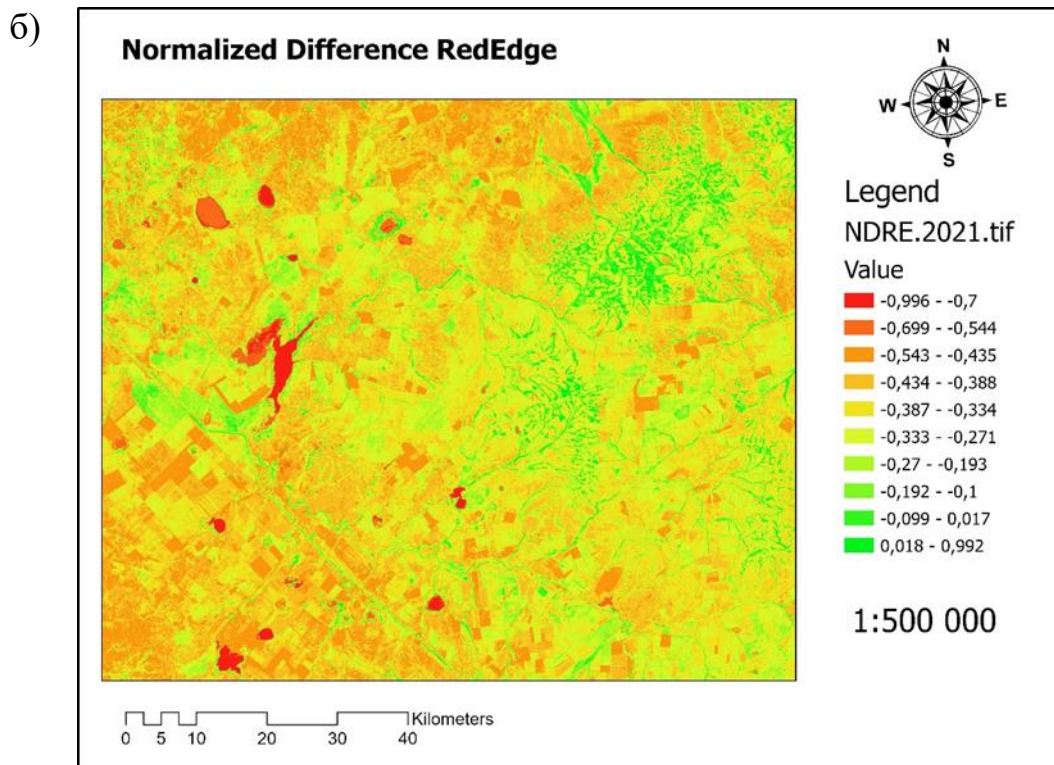 б)
Normalized Difference RedEdge
N
W
E
S
Legend
NDRE.2021.tif
Value
-0,996 - -0,7
-0,699 - -0,544
-0,543 - -0,435
-0,434 - -0,388
-0,387 - -0,334
-0,333 - -0,271
-0,27 - -0,193
-0,192 - -0,1
-0,099 - 0,017
0,018 - 0,992
1:500 000
Kilometers
0 5 10 20 30 40